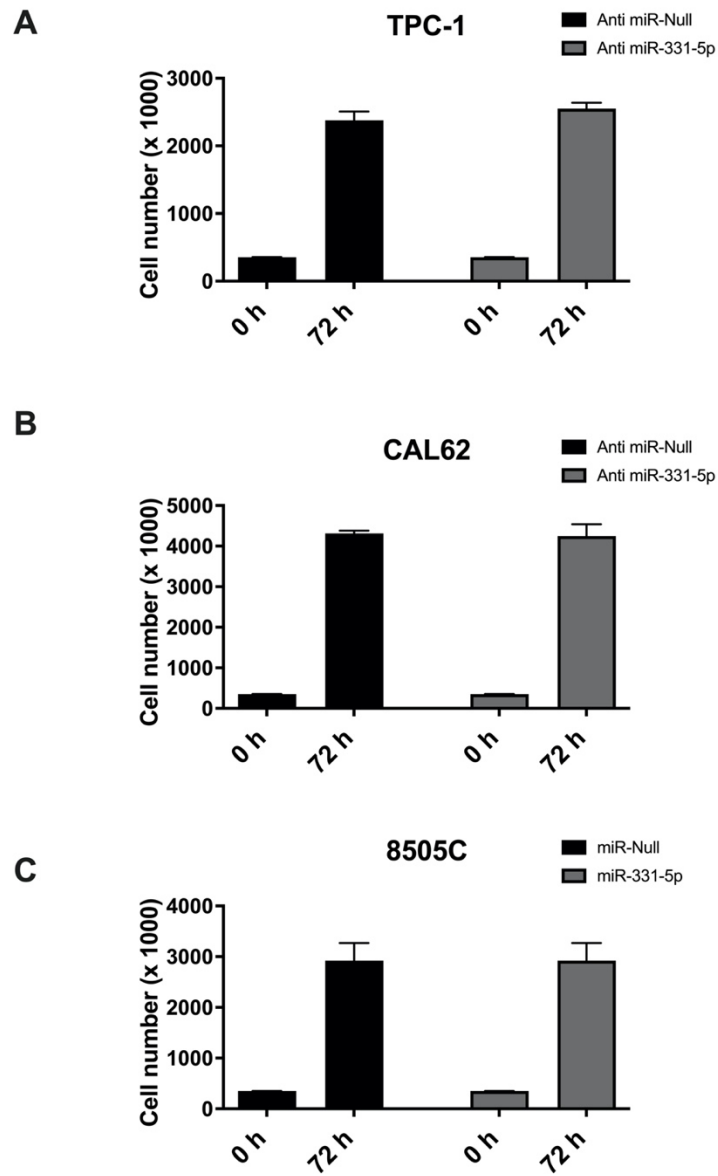 A
TPC-1
Anti miR-Null
Anti miR-331-5p
Cell number (x 1000)
3000
2000
1000
0
0 h
72 h
0 h
72 h
B
CAL62
Anti miR-Null
Anti miR-331-5p
Cell number (x 1000)
5000
4000
3000
2000
1000
0
0 h
72 h
0 h
72 h
C
8505C
miR-Null
miR-331-5p
Cell number (x 1000)
4000
3000
2000
1000
0
0 h
72 h
0 h
72 h